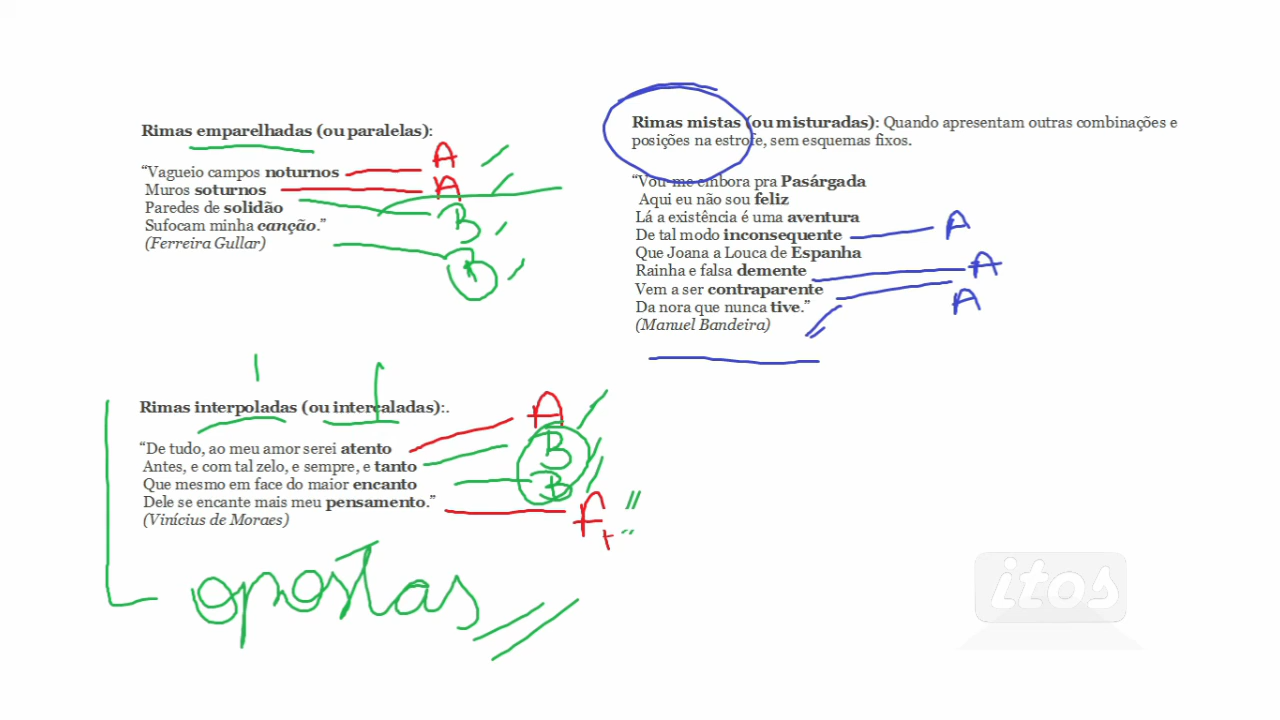 Rimas emparelhadas (ou paralelas):
“Vagueio campos noturnos
Muros soturnos
Paredes de solidão
Sufocam minha canção.”
(Ferreira Gullar)
A
A
B
B
Rimas interpoladas (ou intercaladas):.
“De tudo, ao meu amor serei atento
Antes, e com tal zelo, e sempre, e tanto
Que mesmo em face do maior encanto
Dele se encante mais meu pensamento.”
(Vinícius de Moraes)
A
B
B
A
opostas
Rimas mistas (ou misturadas): Quando apresentam outras combinações e
posições na estrofe, sem esquemas fixos.
“Vou-me embora pra Pasárgada
Aqui eu não sou feliz
Lá a existência é uma aventura
De tal modo inconsequente
Que Joana a Louca de Espanha
Rainha e falsa demente
Vem a ser contraparente
Da nora que nunca tive.”
(Manuel Bandeira)
A
A
A
itos